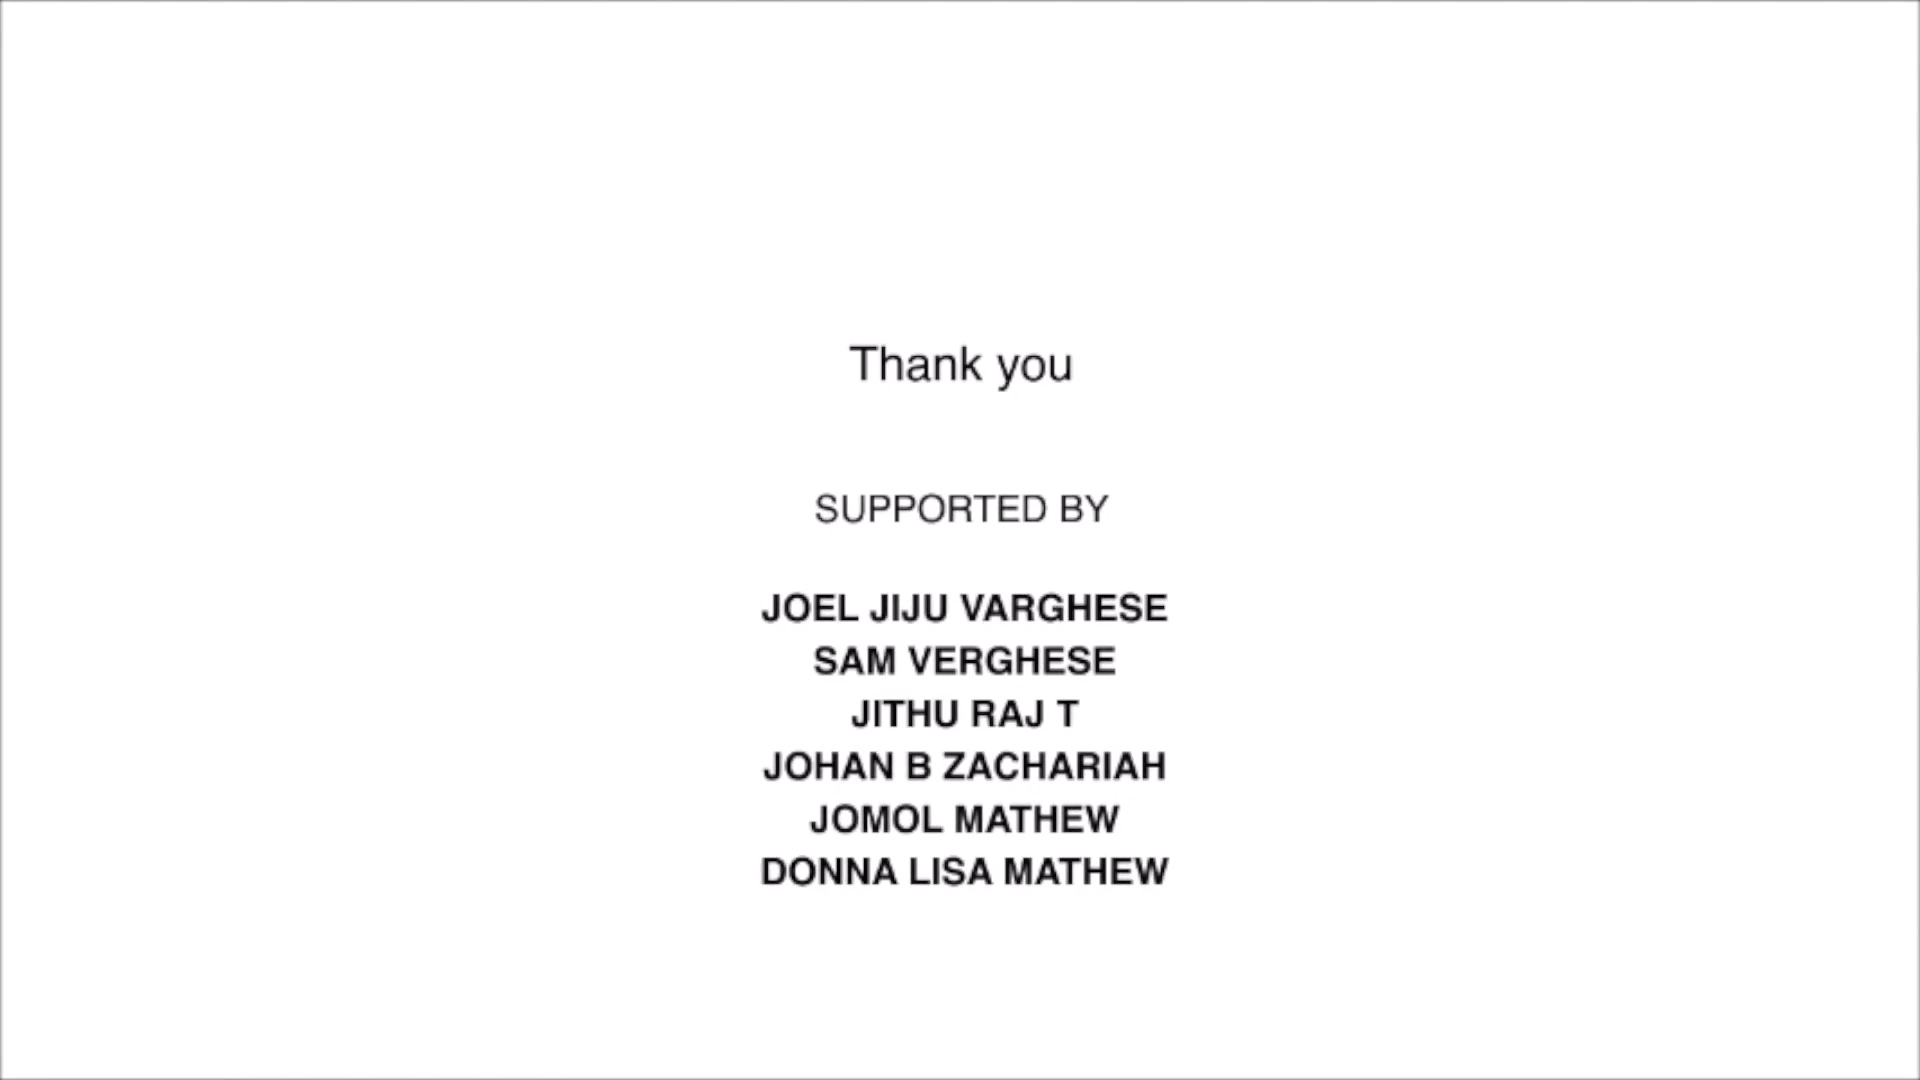 Thank you
SUPPORTED BY
JOEL JIJU VARGHESE
SAM VERGHESE
JITHU RAJ T
JOHAN B ZACHARIAH
JOMOL MATHEW
DONNA LISA MATHEW